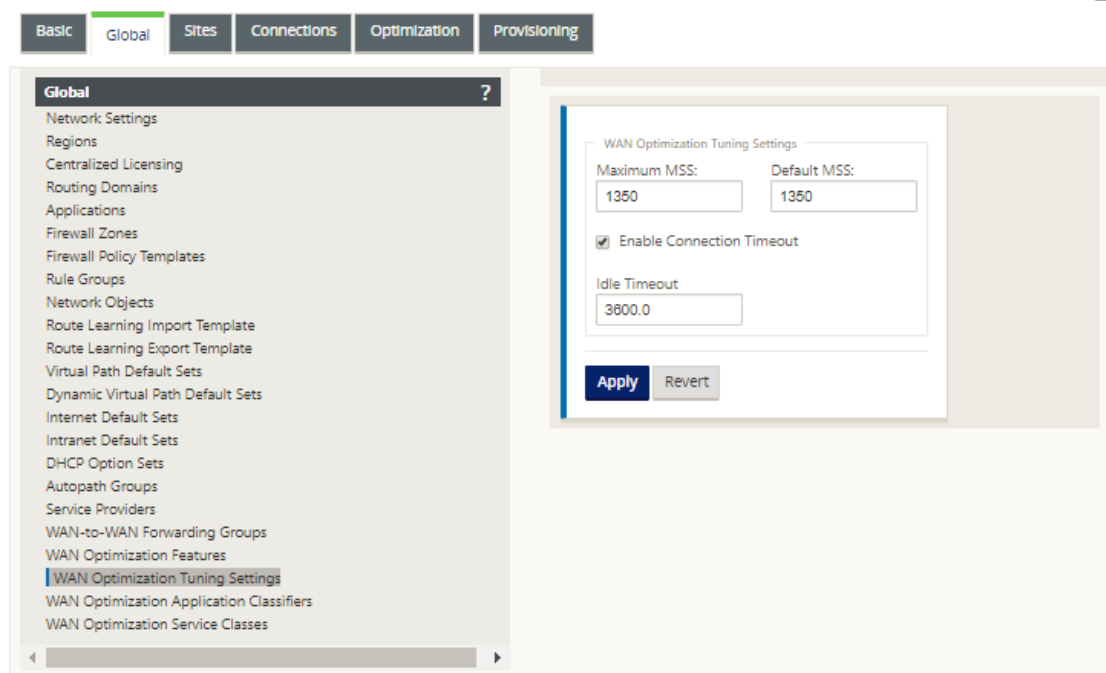 Basic Global Sites Connections Optimization Provisioning
Global ?
Network Settings
Regions
Centralized Licensing
Routing Domains
Applications
Firewall Zones
Firewall Policy Templates
Rule Groups
Network Objects
Route Learning Import Template
Route Learning Export Template
Virtual Path Default Sets
Dynamic Virtual Path Default Sets
Internet Default Sets
Intranet Default Sets
DHCP Option Sets
Autopath Groups
Service Providers
WAN-to-WAN Forwarding Groups
WAN Optimization Features
WAN Optimization Tuning Settings
WAN Optimization Application Classifiers
WAN Optimization Service Classes
WAN Optimization Tuning Settings
Maximum MSS: Default MSS:
1350 1350
Enable Connection Timeout
Idle Timeout
3600.0
Apply Revert